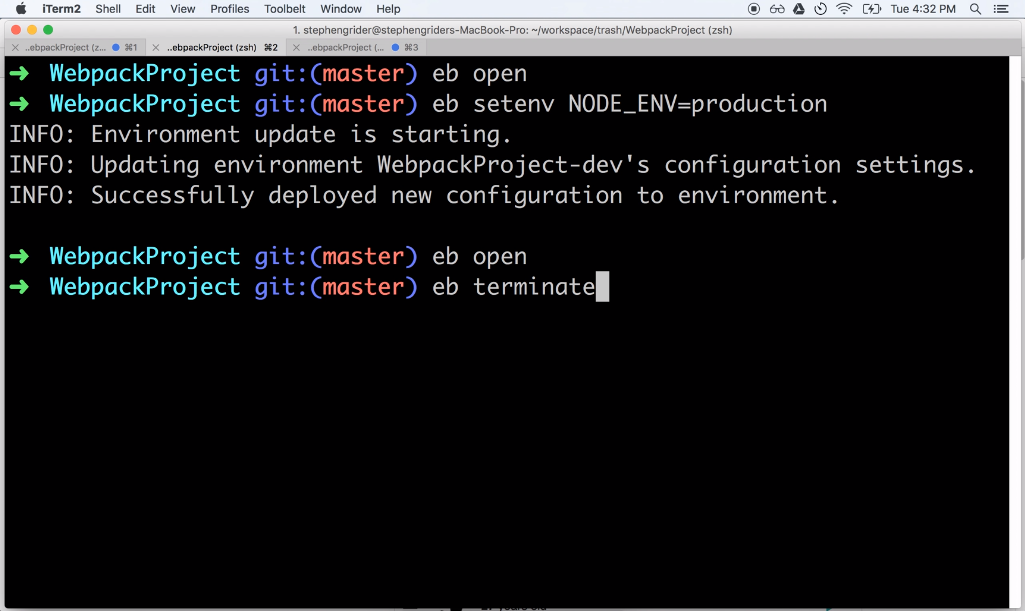 iTerm2 Shell Edit View Profiles Toolbelt Window Help Tue 4:32 PM
1. stephengrider@stephengriders-MacBook-Pro: ~/workspace/trash/WebpackProject (zsh)
..ebpackProject (z... ⌘1 ..ebpackProject (zsh) ⌘2 ..ebpackProject (... ⌘3
➜ WebpackProject git:(master) eb open
➜ WebpackProject git:(master) eb setenv NODE_ENV=production
INFO: Environment update is starting.
INFO: Updating environment WebpackProject-dev's configuration settings.
INFO: Successfully deployed new configuration to environment.
➜ WebpackProject git:(master) eb open
➜ WebpackProject git:(master) eb terminate